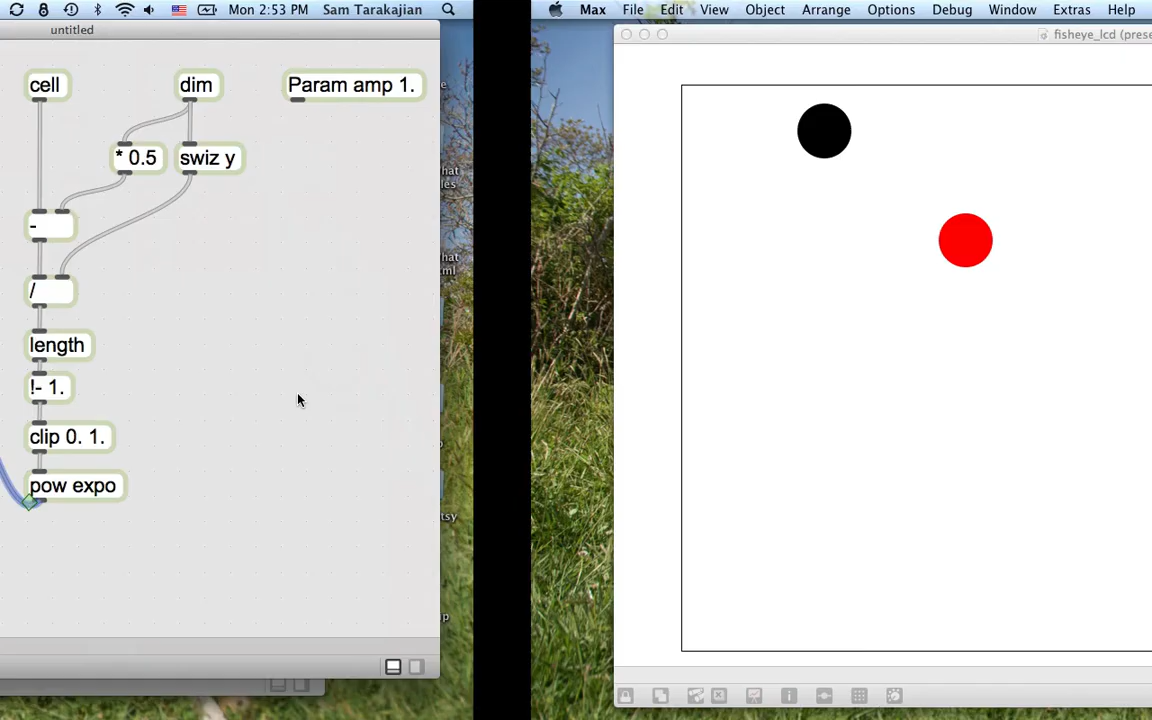 Mon 2:53 PM Sam Tarakajian
Max File Edit View Object Arrange Options Debug Window Extras Help
untitled
fisheye_lcd (prese
cell
dim
Param amp 1.
* 0.5
swiz y
-
/
length
!- 1.
clip 0. 1.
pow expo